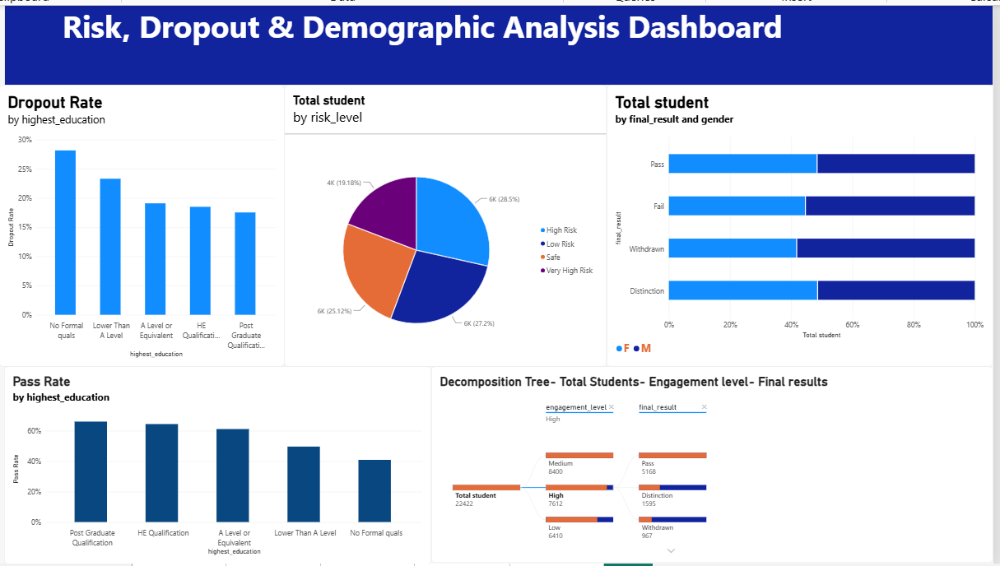 Risk, Dropout & Demographic Analysis Dashboard
Dropout Rate
by highest_education
30%
25%
20%
15%
10%
5%
0%
Dropout Rate
No Formal
quals
Lower Than
A Level
A Level or
Equivalent
HE
Qualificati...
Post
Graduate
Qualificati...
highest_education
Total student
by risk_level
4K (19.18%)
6K (28.5%)
6K (25.12%)
6K (27.2%)
High Risk
Low Risk
Safe
Very High Risk
Total student
by final_result and gender
final_result
Pass
Fail
Withdrawn
Distinction
0%
20%
40%
60%
80%
100%
Total student
F
M
Pass Rate
by highest_education
60%
40%
20%
0%
Pass Rate
Post Graduate
Qualification
HE Qualification
A Level or
Equivalent
Lower Than A Level
No Formal quals
highest_education
Decomposition Tree- Total Students- Engagement level- Final results
engagement_level
High
final_result
Total student
22422
Medium
8400
High
7612
Low
6410
Pass
5168
Distinction
1595
Withdrawn
967